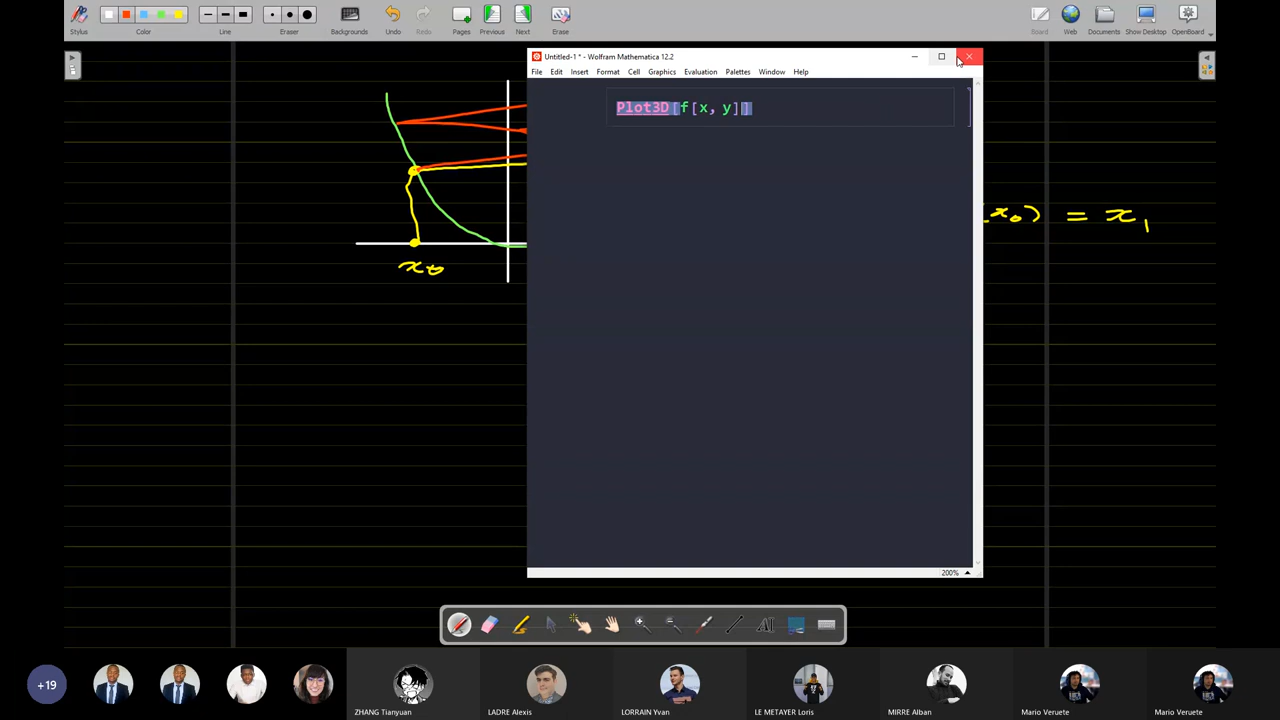 Stylus
Color
Line
Eraser
Backgrounds
Undo
Redo
Pages
Previous
Next
Erase
Board
Web
Documents
Show Desktop
OpenBoard
Untitled-1 * - Wolfram Mathematica 12.2
File Edit Insert Format Cell Graphics Evaluation Palettes Window Help
Plot3D[f[x, y]]
x₀) = x₁
x₀
200%
+19
ZHANG Tianyuan
LADRE Alexis
LORRAIN Yvan
LE METAYER Loris
MIRRE Alban
Mario Veruete
Mario Veruete